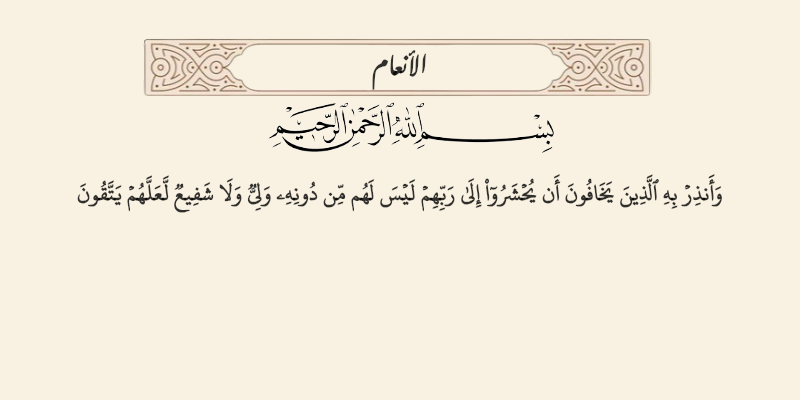 الأنعام
بِسْمِ ٱللَّهِ ٱلرَّحْمَٰنِ ٱلرَّحِيمِ
وَأَنذِرْ بِهِ ٱلَّذِينَ يَخَافُونَ أَن يُحْشَرُوٓا۟ إِلَىٰ رَبِّهِمْ لَيْسَ لَهُم مِّن دُونِهِۦ وَلِىٌّ وَلَا شَفِيعٌ لَّعَلَّهُمْ يَتَّقُونَ